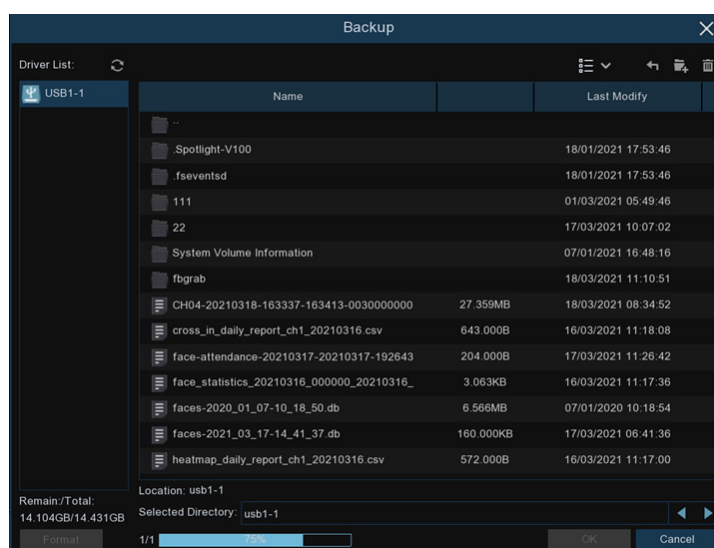 Backup
Driver List:
USB1-1
Name Last Modify
..
.Spotlight-V100 18/01/2021 17:53:46
.fseventsd 18/01/2021 17:53:46
111 01/03/2021 05:49:46
22 17/03/2021 10:07:02
System Volume Information 07/01/2021 16:48:16
fbgrab 18/03/2021 11:10:51
CH04-20210318-163337-163413-0030000000 27.359MB 18/03/2021 08:34:52
cross_in_daily_report_ch1_20210316.csv 643.000B 16/03/2021 11:18:08
face-attendance-20210317-20210317-192643 204.000B 17/03/2021 11:26:42
face_statistics_20210316_000000_20210316_ 3.063KB 16/03/2021 11:17:36
faces-2020_01_07-10_18_50.db 6.566MB 07/01/2020 10:18:54
faces-2021_03_17-14_41_37.db 160.000KB 17/03/2021 06:41:36
heatmap_daily_report_ch1_20210316.csv 572.000B 16/03/2021 11:17:00
Location: usb1-1
Remain:/Total:
14.104GB/14.431GB
Selected Directory: usb1-1
Format 1/1 75% OK Cancel